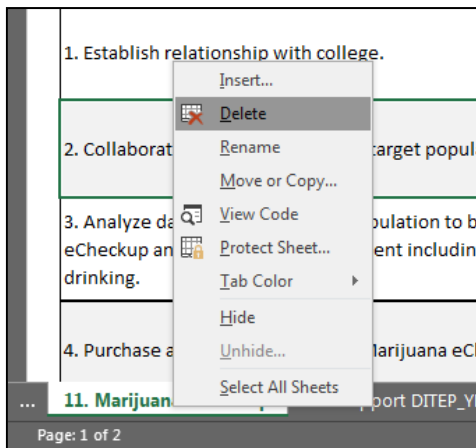 1. Establish relationship with college.
Insert...
Delete
2. Collaborat
target popul
Rename
Move or Copy...
View Code
3. Analyze da
pulation to b
eCheckup an
Protect Sheet...
ent includin
drinking.
Tab Color
Hide
4. Purchase a
Unhide...
Marijuana eC
Select All Sheets
... 11. Marijuan
port DITEP_Y
Page: 1 of 2